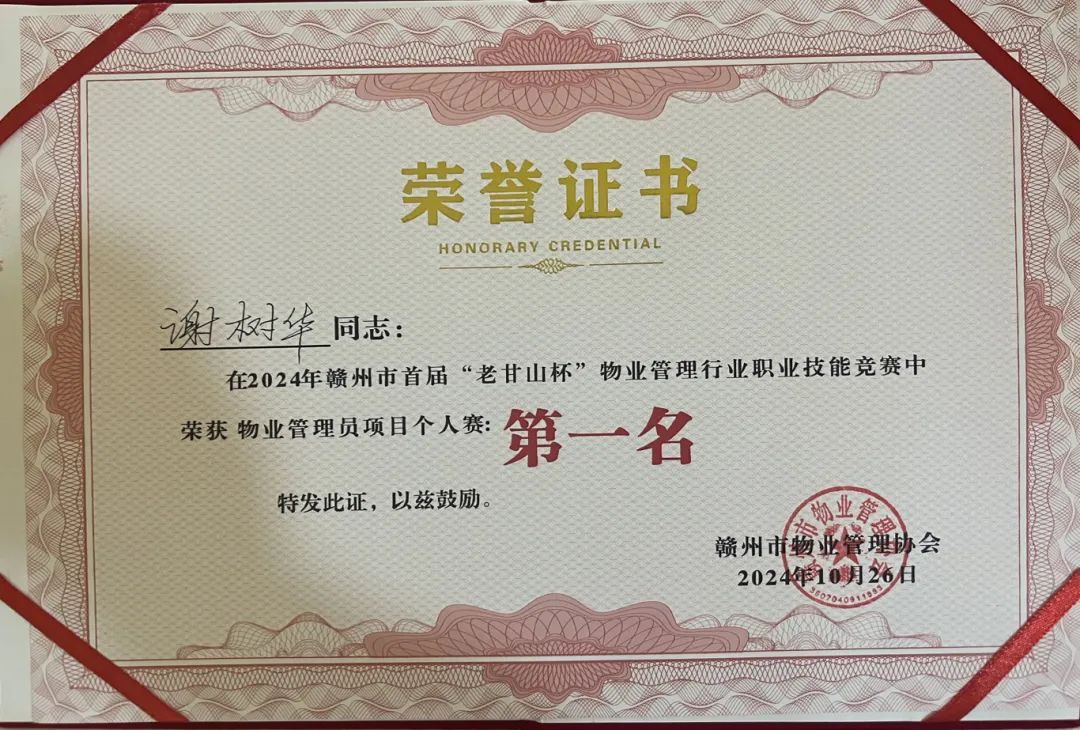 荣誉证书
HONORARY CREDENTIAL
谢树华 同志：
在2024年赣州市首届“老甘山杯”物业管理行业职业技能竞赛中
荣获 物业管理员项目个人赛: 第一名
特发此证，以兹鼓励。
赣州市物业管理协会
2024年10月26日